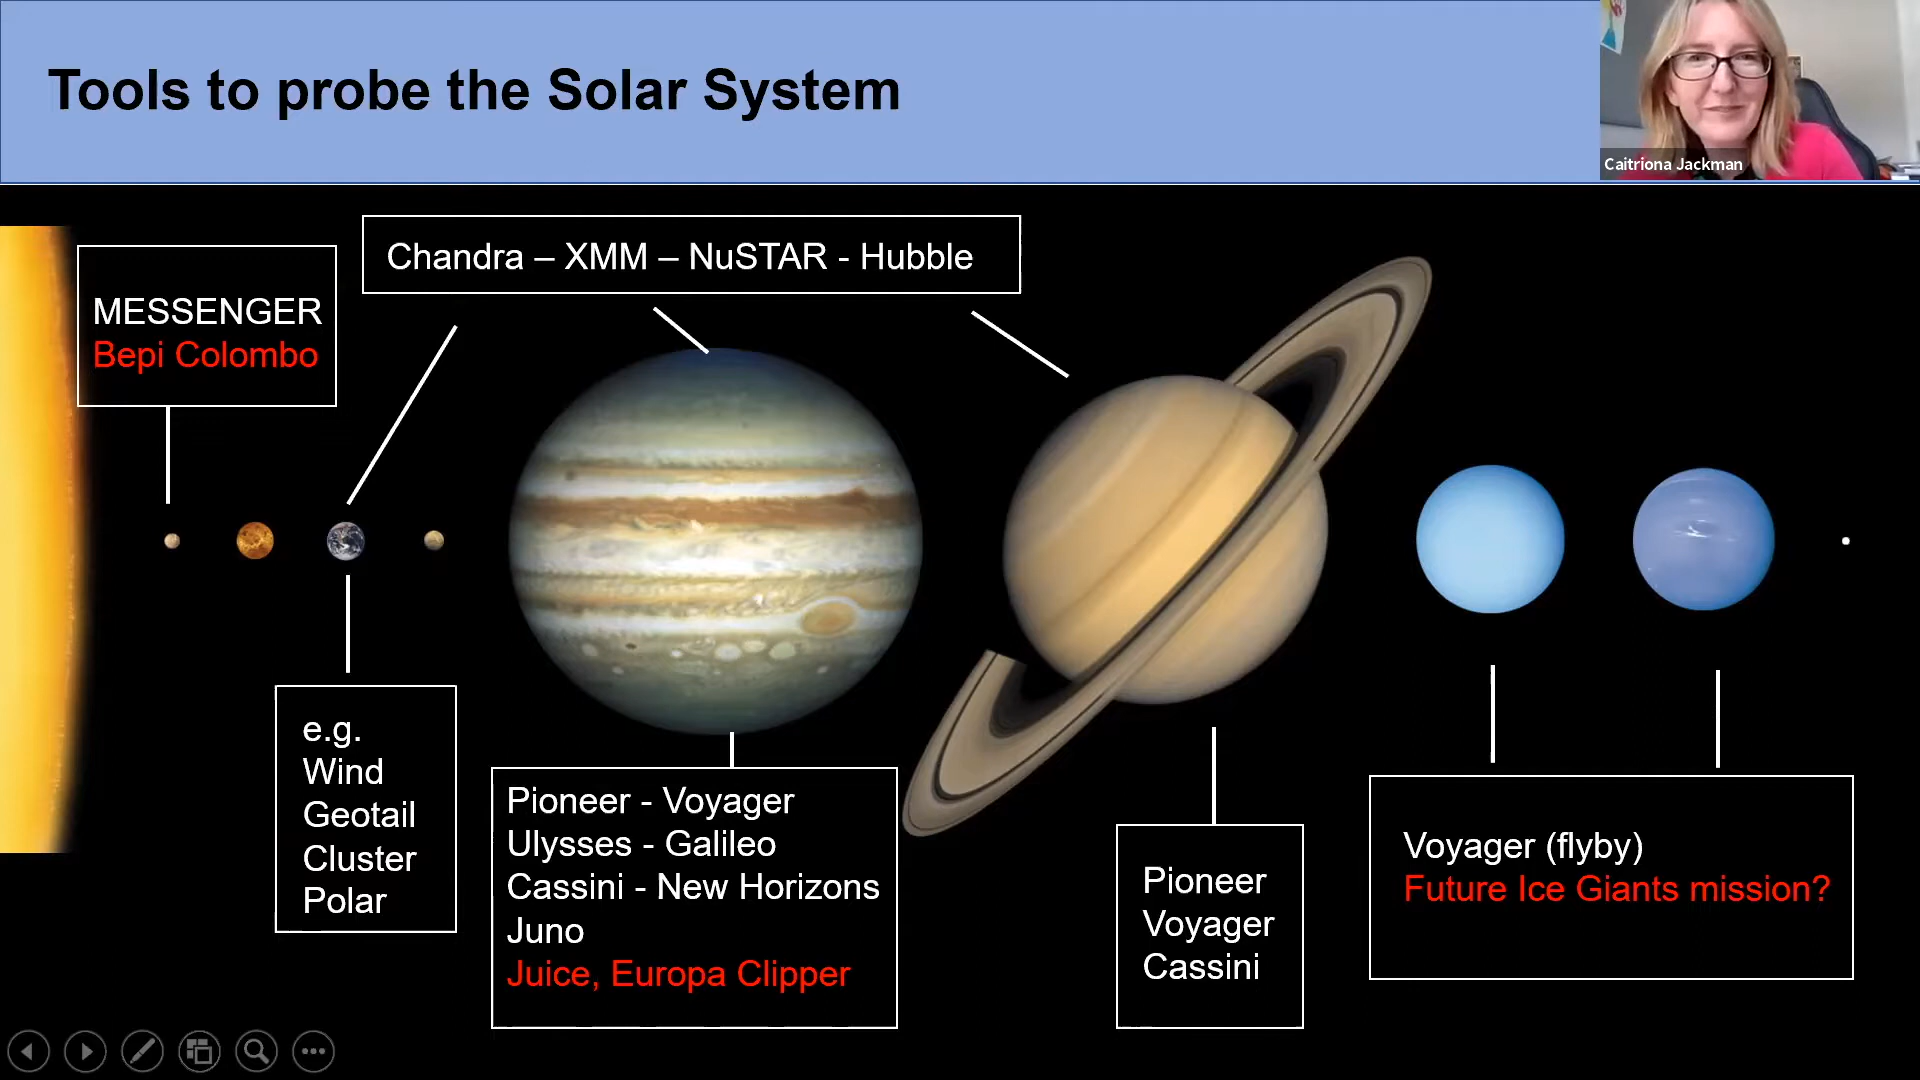 Tools to probe the Solar System
Caitriona Jackman
Chandra – XMM – NuSTAR - Hubble
MESSENGER
Bepi Colombo
e.g.
Wind
Geotail
Cluster
Polar
Pioneer - Voyager
Ulysses - Galileo
Cassini - New Horizons
Juno
Juice, Europa Clipper
Pioneer
Voyager
Cassini
Voyager (flyby)
Future Ice Giants mission?